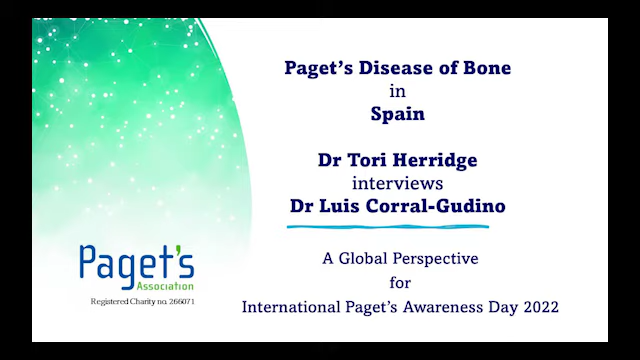 Paget's Disease of Bone
in
Spain
Dr Tori Herridge
interviews
Dr Luis Corral-Gudino
A Global Perspective
for
International Paget's Awareness Day 2022
Paget's
Association
Registered Charity no. 266071